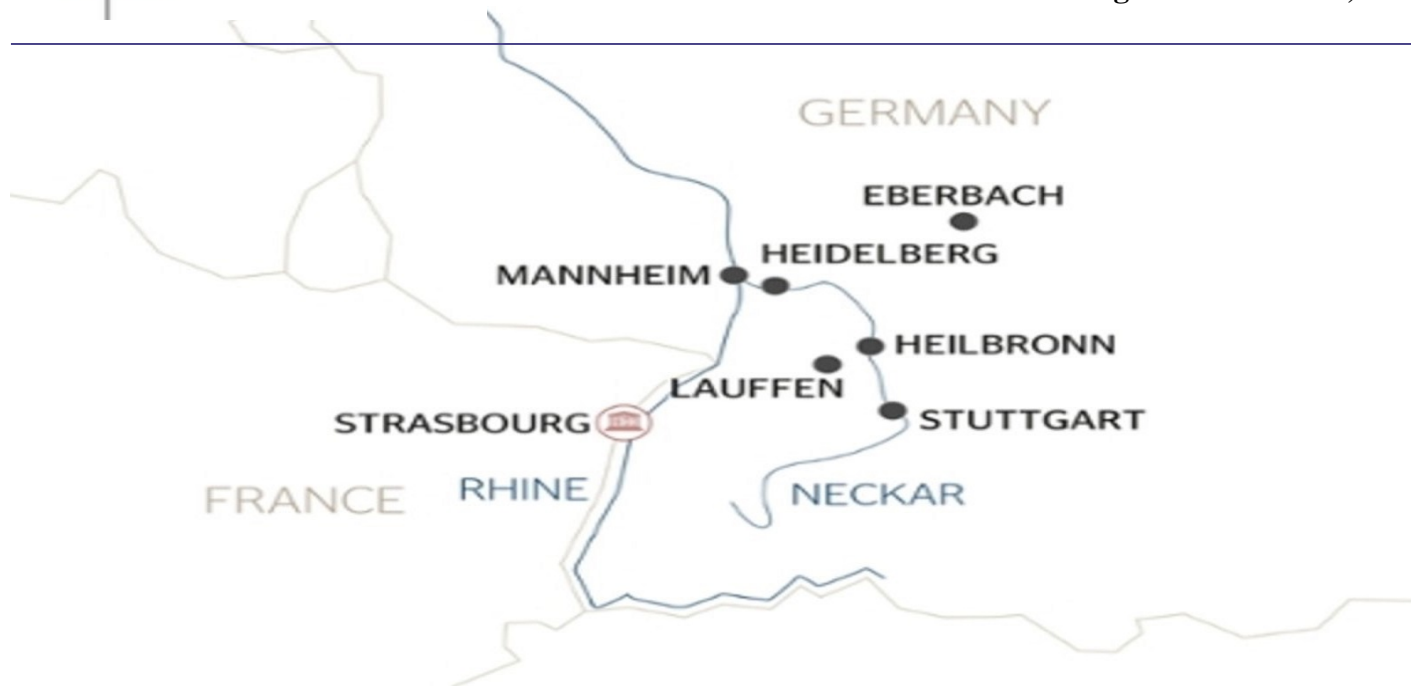 GERMANY
EBERBACH
HEIDELBERG
MANNHEIM
HEILBRONN
LAUFFEN
STRASBOURG
STUTTGART
RHINE
NECKAR
FRANCE